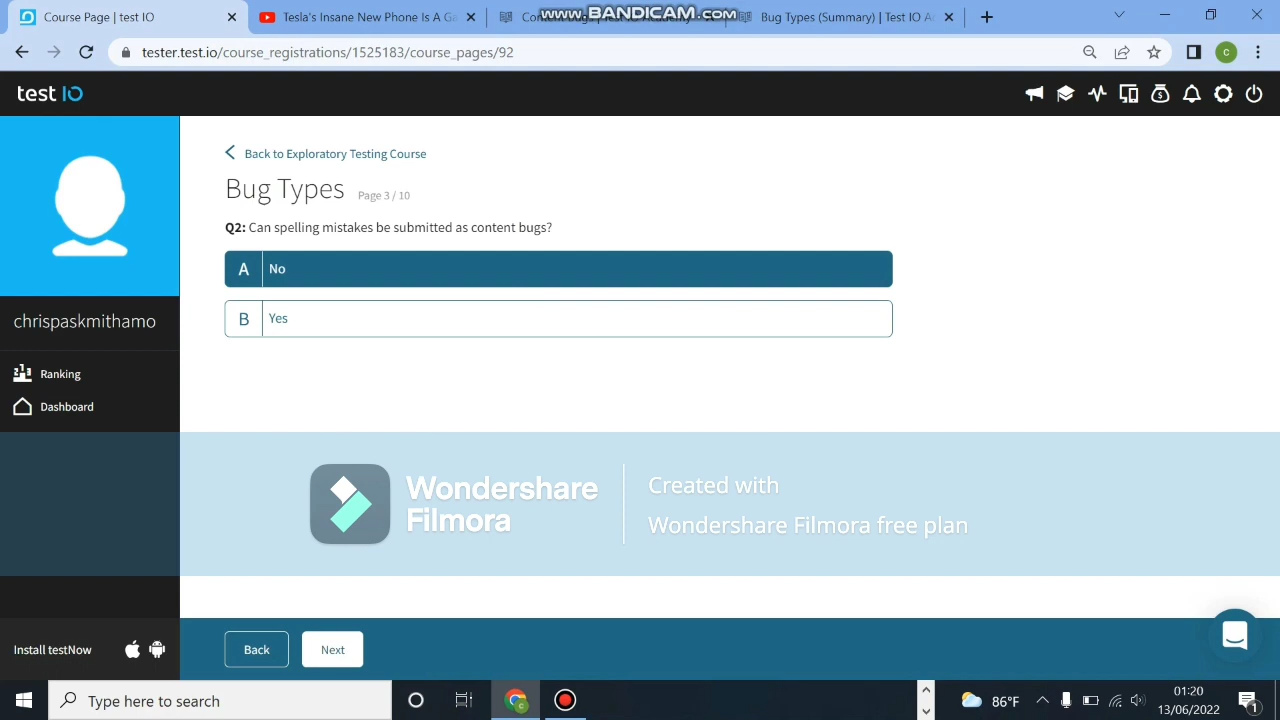 Course Page | test IO
Tesla's Insane New Phone Is A Ga
www.BANDICAM.com
Bug Types (Summary) | Test IO Ac
tester.test.io/course_registrations/1525183/course_pages/92
C
test IO
Back to Exploratory Testing Course
Bug Types Page 3 / 10
Q2: Can spelling mistakes be submitted as content bugs?
A No
B Yes
chrispaskmithamo
Ranking
Dashboard
Wondershare
Filmora
Created with
Wondershare Filmora free plan
Install testNow
Back
Next
Type here to search
86°F
01:20
13/06/2022
1